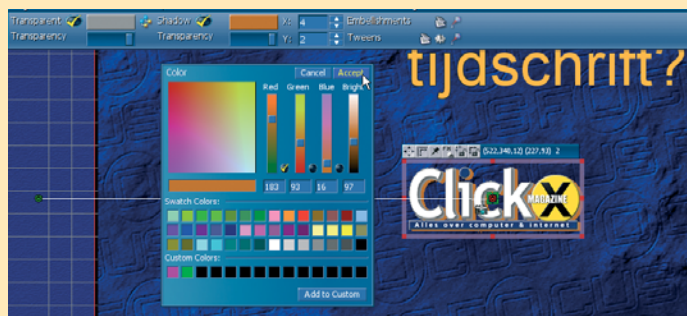 Transparent Shadow X: 4 Embellishments
Transparency Transparency Y: 2 Tweens
tijdschrift?
Color Cancel Accept
Red Green Blue Bright
183 93 16 97
Swatch Colors:
Custom Colors:
Add to Custom
(522,340,12) (227,93) 2
ClickX
MAGAZINE
Alles over computer & internet